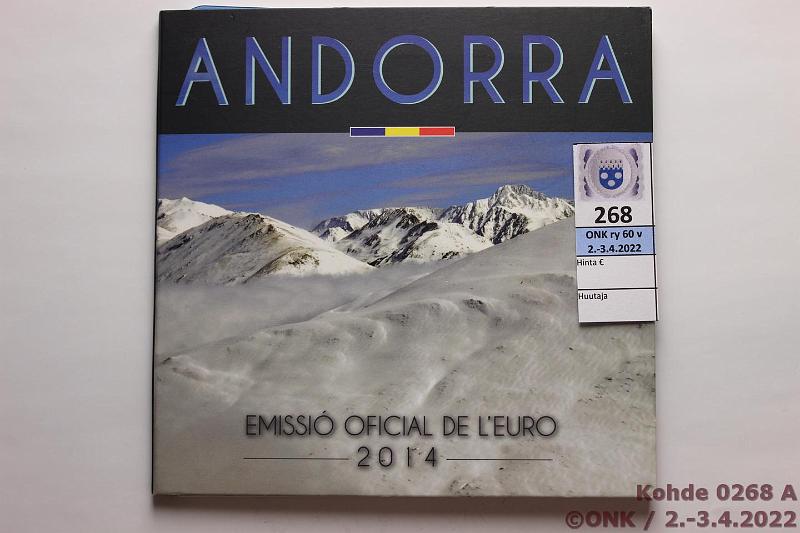 ANDORRA
268
ONK ry 60 v
2.-3.4.2022
Hinta €
Huutaja
EMISSIÓ OFICIAL DE L'EURO
2014
Kohde 0268 A
©ONK / 2.-3.4.2022